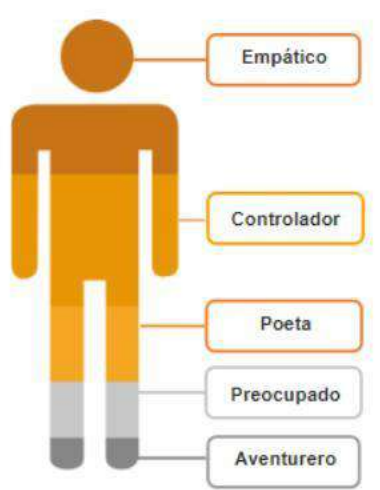 Empático
Controlador
Poeta
Preocupado
Aventurero